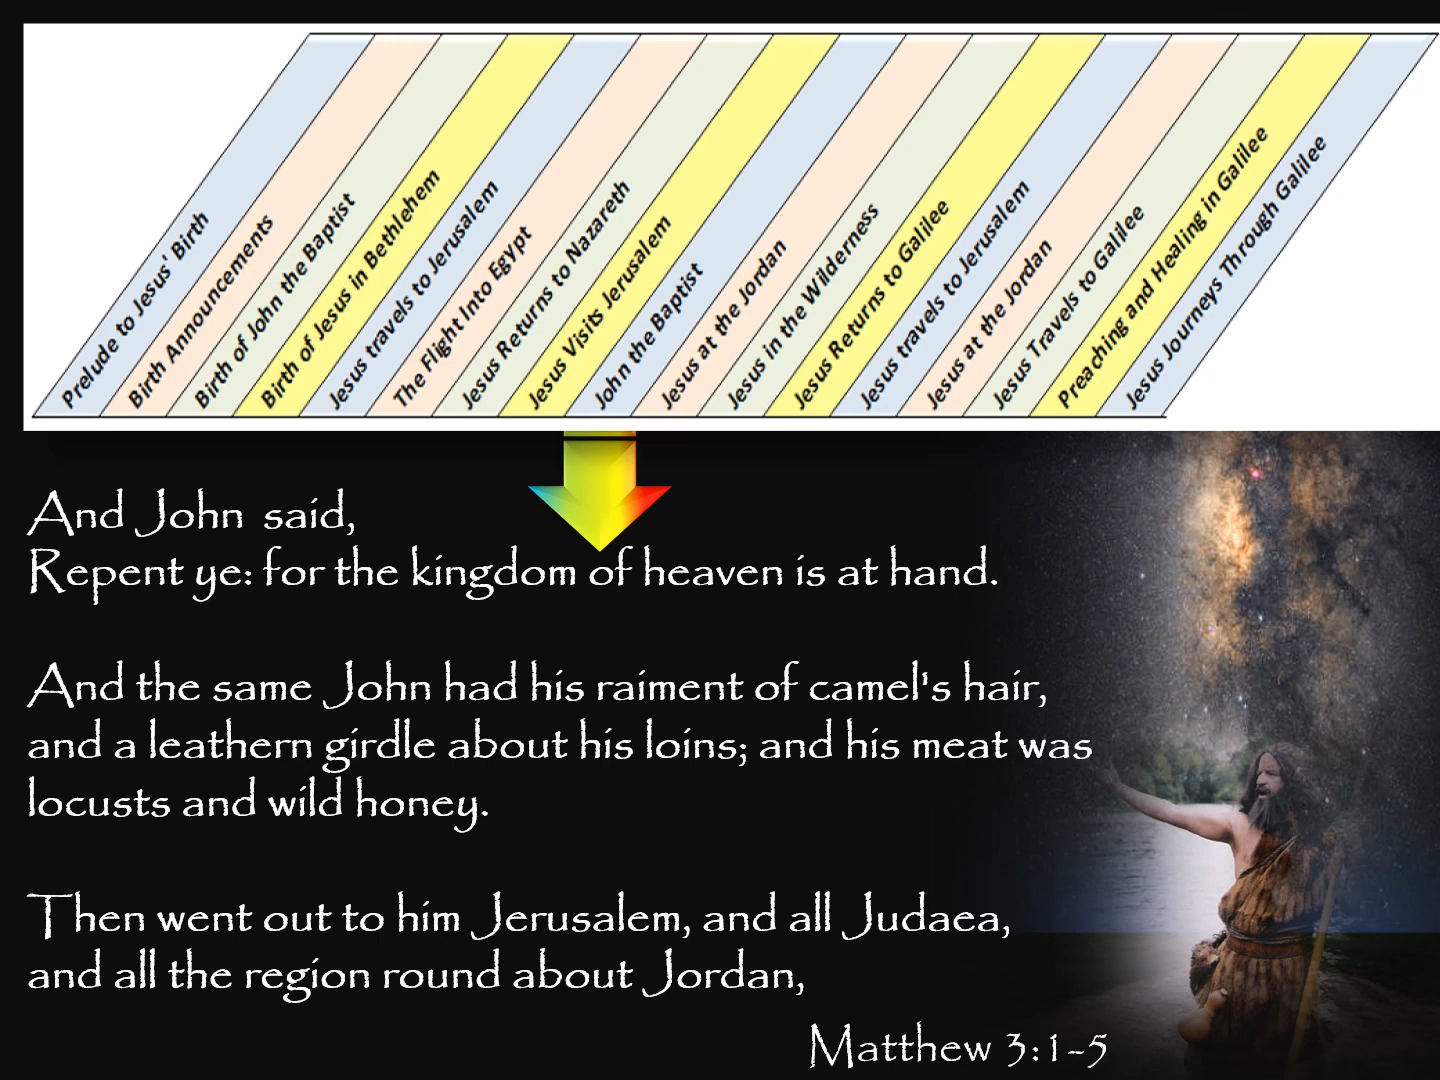 Prelude to Jesus' Birth
Birth Announcements
Birth of John the Baptist
Birth of Jesus in Bethlehem
Jesus travels to Jerusalem
The Flight Into Egypt
Jesus Returns to Nazareth
Jesus Visits Jerusalem
John the Baptist
Jesus at the Jordan
Jesus in the Wilderness
Jesus Returns to Galilee
Jesus travels to Jerusalem
Jesus at the Jordan
Jesus Travels to Galilee
Preaching and Healing in Galilee
Jesus Journeys Through Galilee
And John said,
Repent ye: for the kingdom of heaven is at hand.
And the same John had his raiment of camel's hair,
and a leathern girdle about his loins; and his meat was
locusts and wild honey.
Then went out to him Jerusalem, and all Judaea,
and all the region round about Jordan,
Matthew 3:1-5